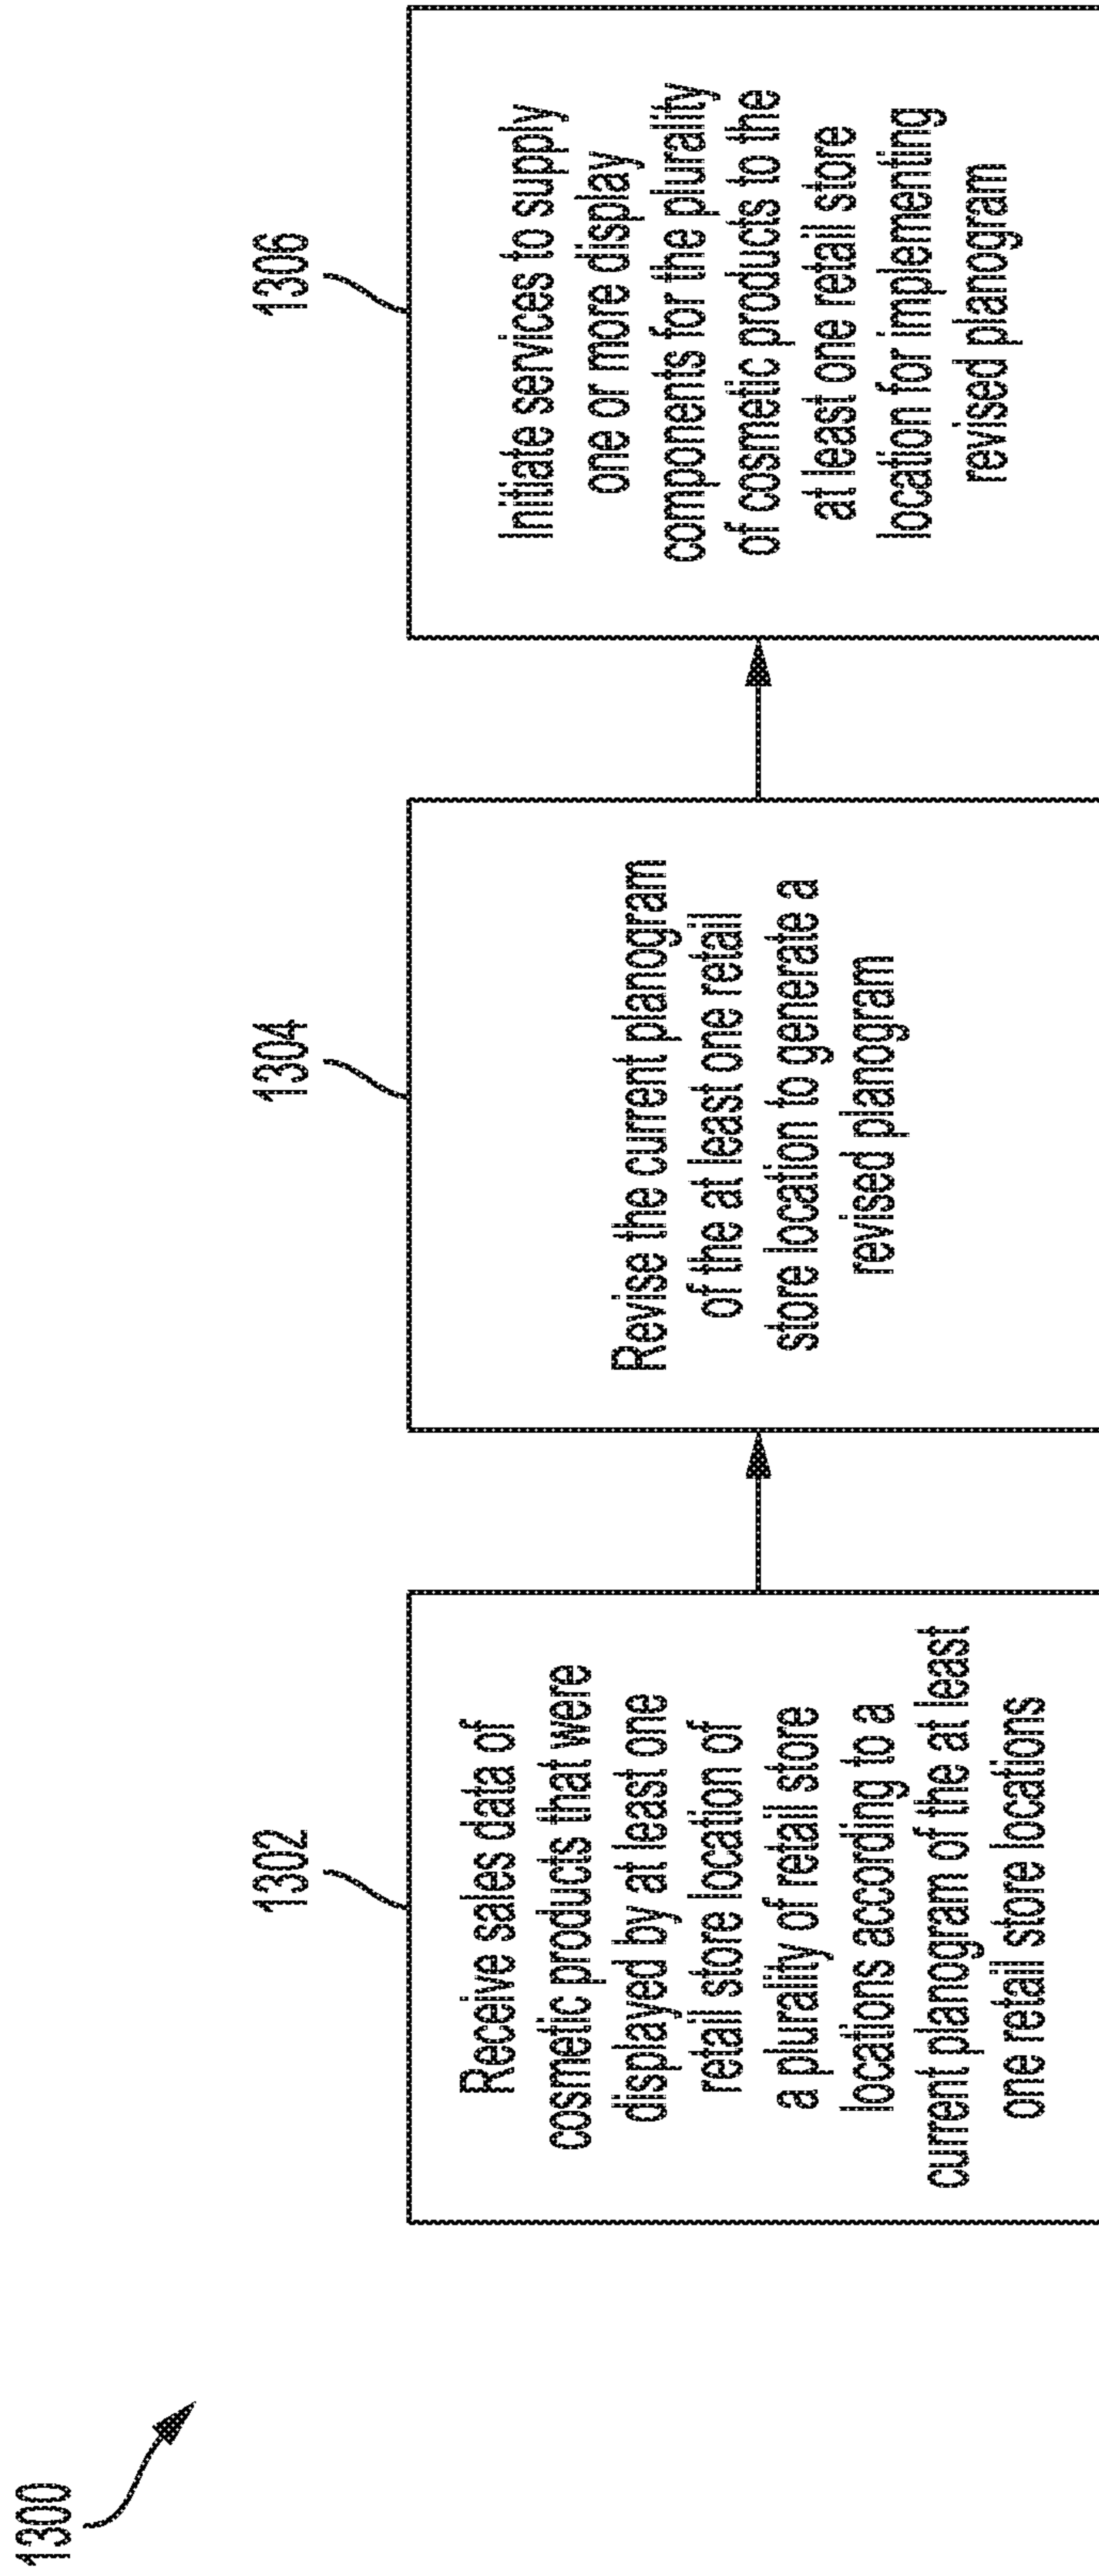 1300
1302
Receive sales data of
cosmetic products that were
displayed by at least one
retail store location of
a plurality of retail store
locations according to a
current planogram of the at least
one retail store locations
1304
Revise the current planogram
of the at least one retail
store location to generate a
revised planogram
1306
Initiate services to supply
one or more display
components for the plurality
of cosmetic products to the
at least one retail store
location for implementing
revised planogram